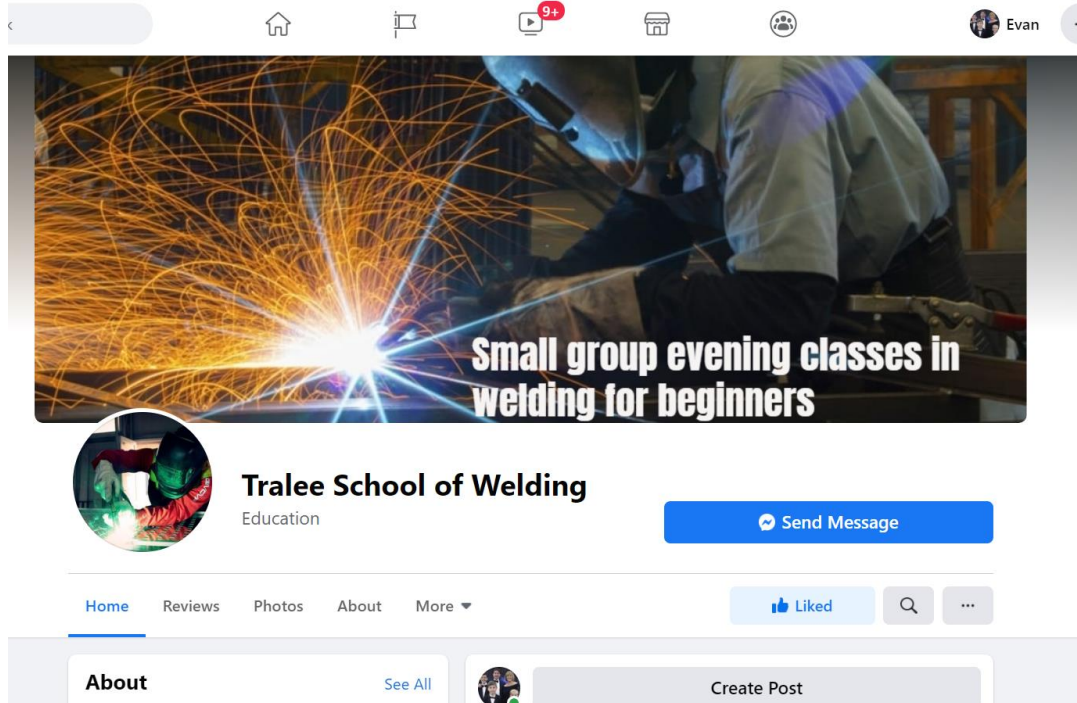 9+
Evan
Small group evening classes in
welding for beginners
Tralee School of Welding
Education
Send Message
Home Reviews Photos About More
Liked
...
About
See All
Create Post